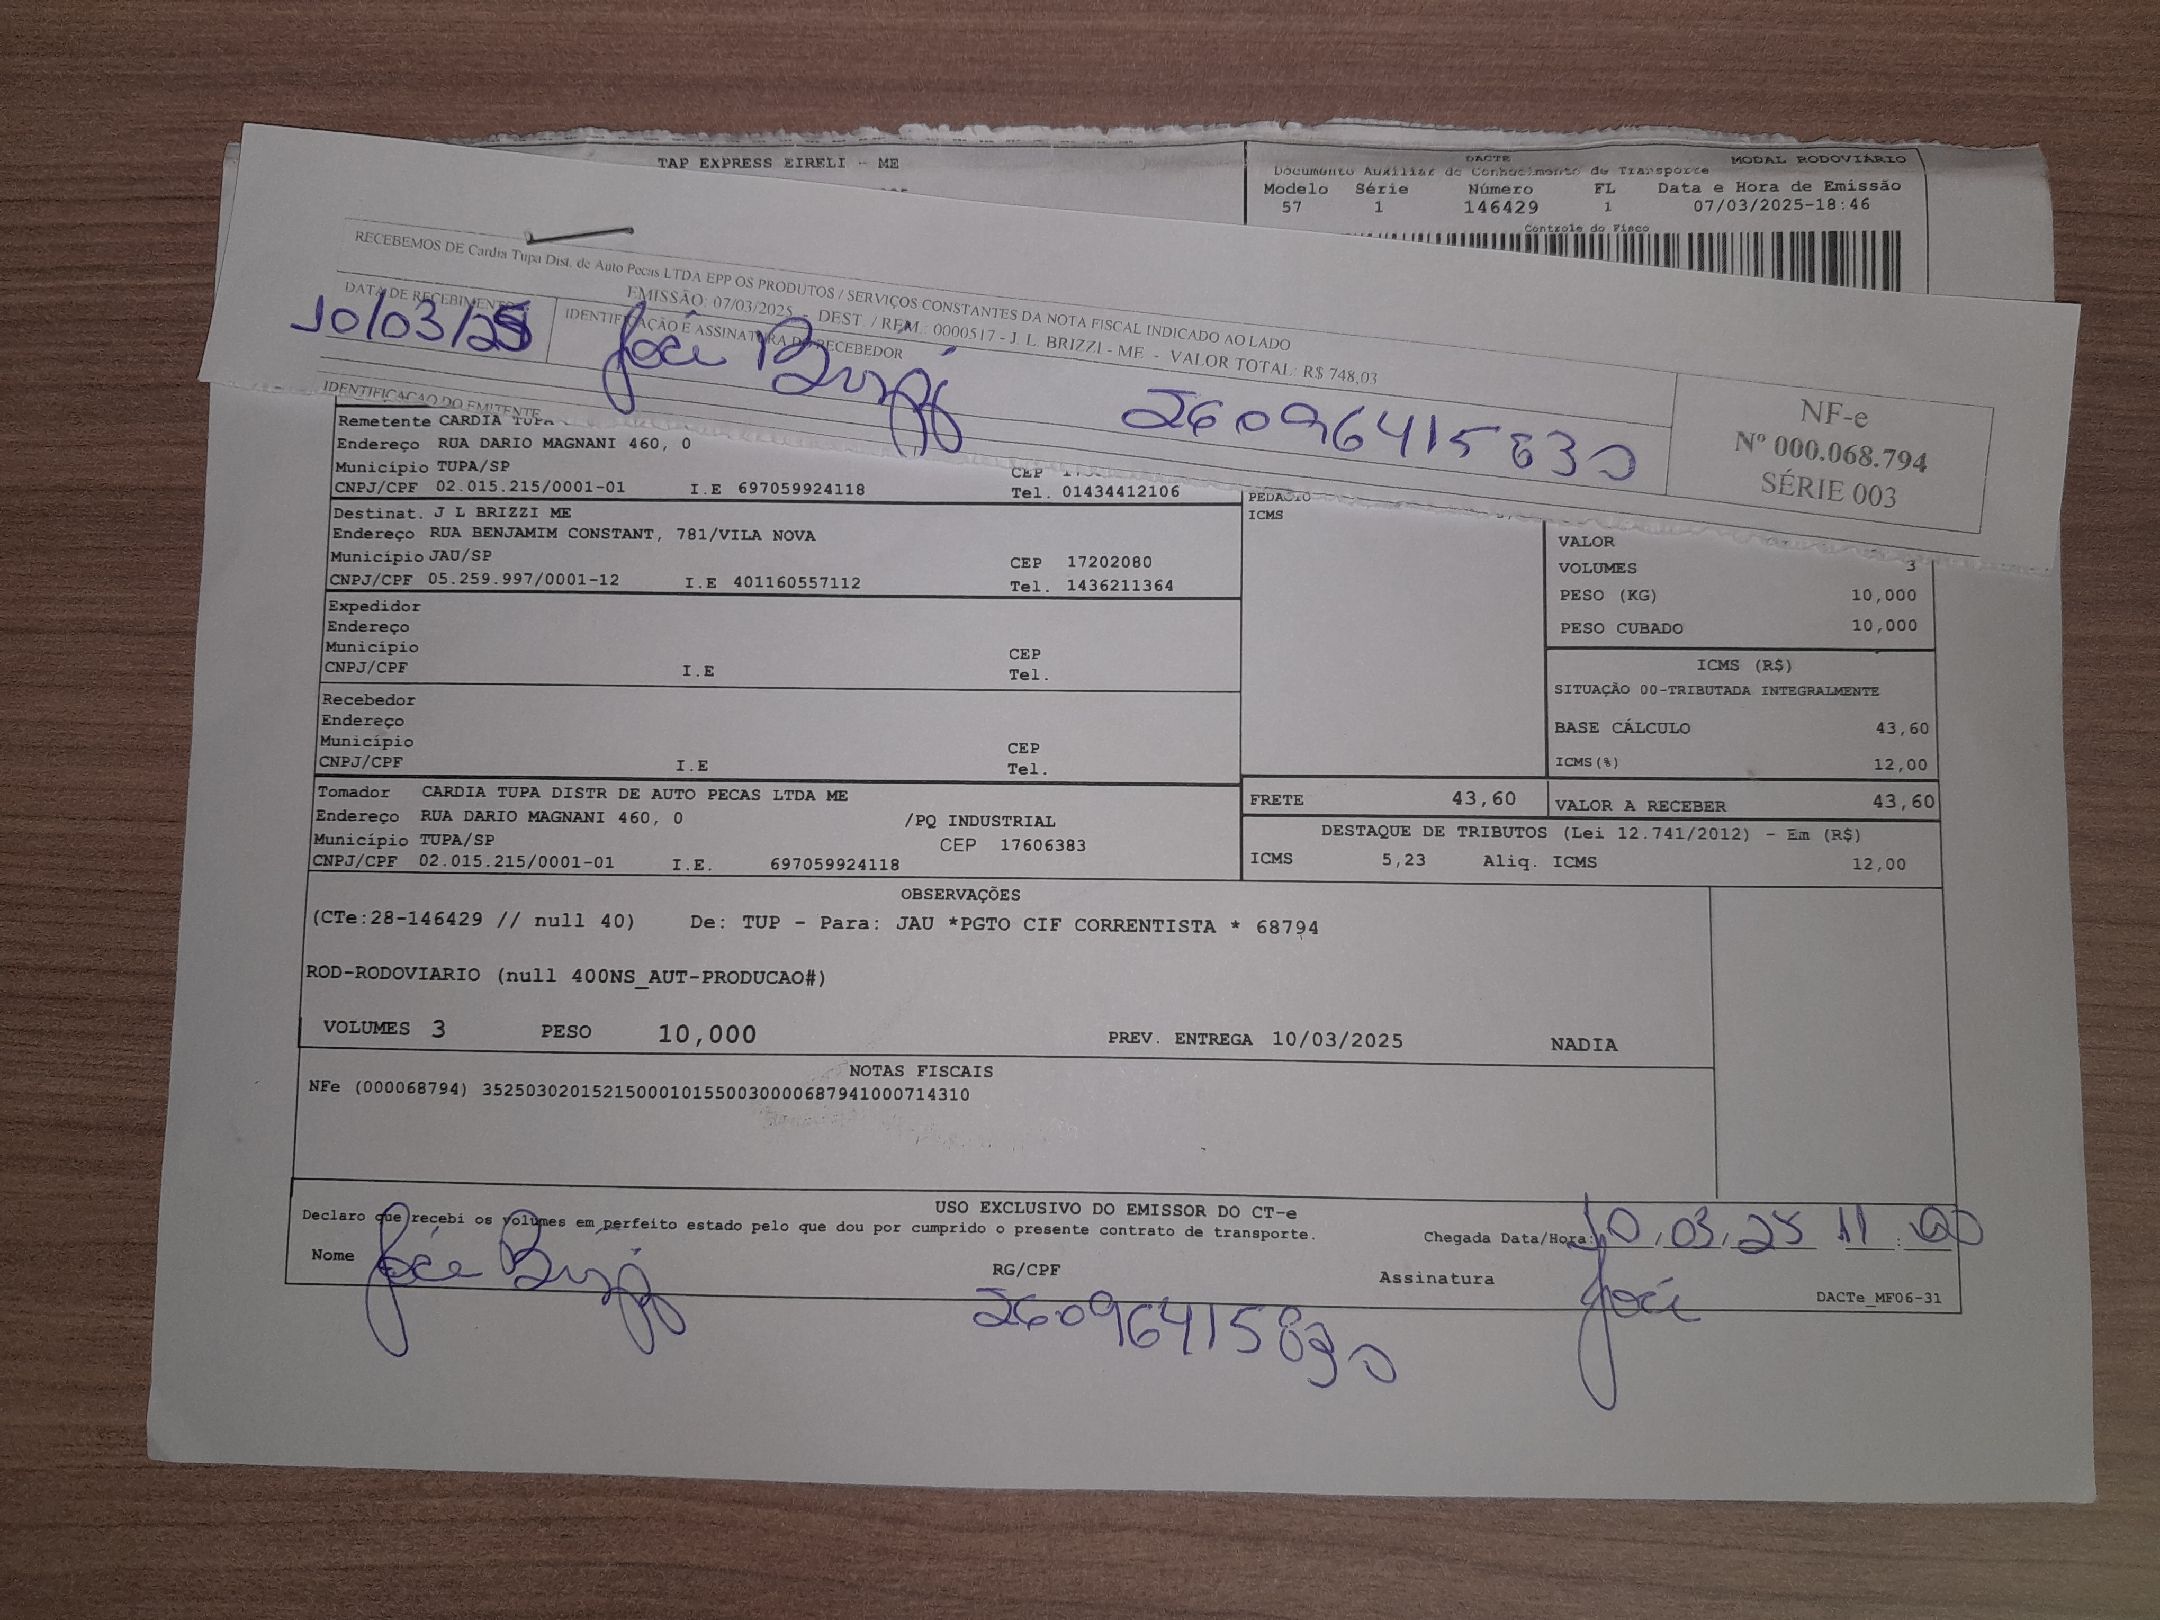 TAP EXPRESS EIRELI - ME
DACTE
MODAL RODOVIÁRIO
Documento Auxiliar de Conhecimento de Transporte
Modelo Série Número FL Data e Hora de Emissão
57 1 146429 1 07/03/2025-18:46
Controle do Fisco
RECEBEMOS DE Cardia Tupa Dist. de Auto Pecas LTDA EPP OS PRODUTOS / SERVIÇOS CONSTANTES DA NOTA FISCAL INDICADO AO LADO
EMISSÃO: 07/03/2025 - DEST. / REM.: 0000517 - J. L. BRIZZI - ME - VALOR TOTAL: R$ 748,03
DATA DE RECEBIMENTO
IDENTIFICAÇÃO E ASSINATURA DO RECEBEDOR
10/03/25
José Brizzi
26096415830
NF-e
Nº 000.068.794
SÉRIE 003
IDENTIFICAÇAO DO EMITENTE
Remetente CARDIA TUPA
Endereço RUA DARIO MAGNANI 460, 0
Município TUPA/SP CEP
CNPJ/CPF 02.015.215/0001-01 I.E 697059924118 Tel. 01434412106
Destinat. J L BRIZZI ME
Endereço RUA BENJAMIM CONSTANT, 781/VILA NOVA
Município JAU/SP CEP 17202080
CNPJ/CPF 05.259.997/0001-12 I.E 401160557112 Tel. 1436211364
Expedidor
Endereço
Município CEP
CNPJ/CPF I.E Tel.
Recebedor
Endereço
Município CEP
CNPJ/CPF I.E Tel.
Tomador CARDIA TUPA DISTR DE AUTO PECAS LTDA ME
Endereço RUA DARIO MAGNANI 460, 0 /PQ INDUSTRIAL
Município TUPA/SP CEP 17606383
CNPJ/CPF 02.015.215/0001-01 I.E. 697059924118
PEDAGIO
ICMS
VALOR
VOLUMES 3
PESO (KG) 10,000
PESO CUBADO 10,000
ICMS (R$)
SITUAÇÃO 00-TRIBUTADA INTEGRALMENTE
BASE CÁLCULO 43,60
ICMS(%) 12,00
FRETE 43,60 VALOR A RECEBER 43,60
DESTAQUE DE TRIBUTOS (Lei 12.741/2012) - Em (R$)
ICMS 5,23 Aliq. ICMS 12,00
OBSERVAÇÕES
(CTe:28-146429 // null 40) De: TUP - Para: JAU *PGTO CIF CORRENTISTA * 68794
ROD-RODOVIARIO (null 400NS_AUT-PRODUCAO#)
VOLUMES 3 PESO 10,000 PREV. ENTREGA 10/03/2025 NADIA
NOTAS FISCAIS
NFe (000068794) 35250302015215000101550030000687941000714310
USO EXCLUSIVO DO EMISSOR DO CT-e
Declaro que recebi os volumes em perfeito estado pelo que dou por cumprido o presente contrato de transporte.
Chegada Data/Hora: 10.03.25 11:00
Nome José Brizzi
RG/CPF
26096415830
Assinatura José
DACTe_MF06-31